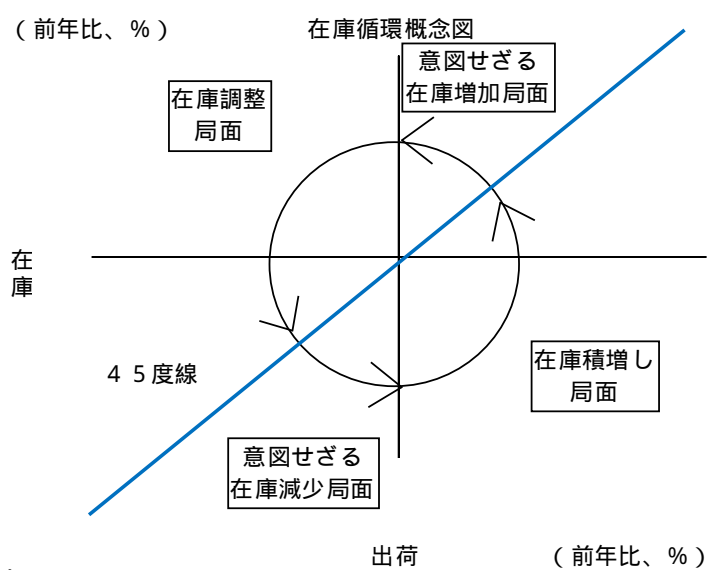 (前年比、%) 在庫循環概念図
意図せざる
在庫増加局面
在庫調整
局面
在
庫
在庫積増し
局面
45度線
意図せざる
在庫減少局面
出荷 (前年比、%)